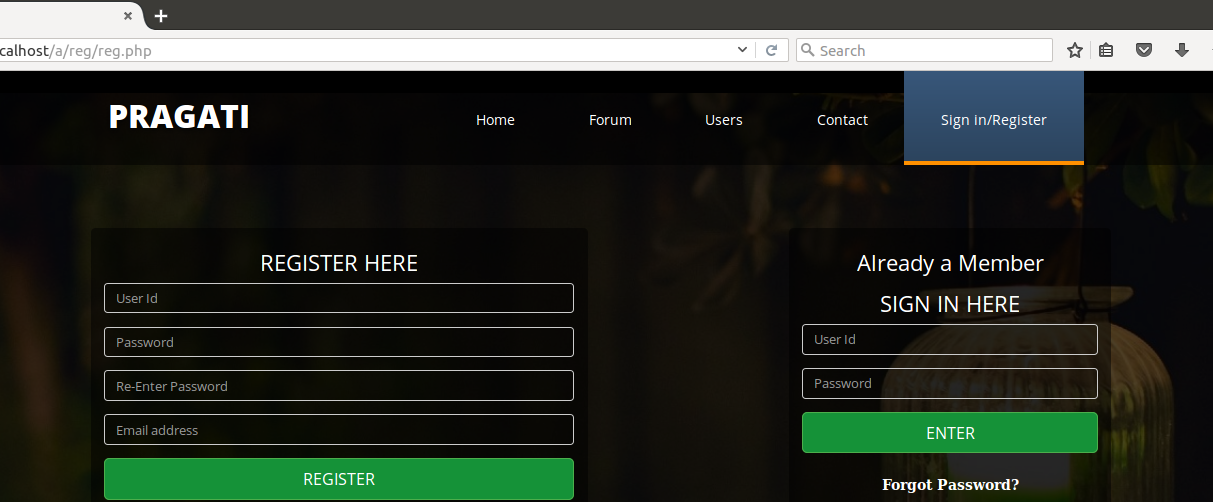 calhost/a/reg/reg.php
Search
PRAGATI
Home
Forum
Users
Contact
Sign in/Register
REGISTER HERE
User Id
Password
Re-Enter Password
Email address
REGISTER
Already a Member
SIGN IN HERE
User Id
Password
ENTER
Forgot Password?